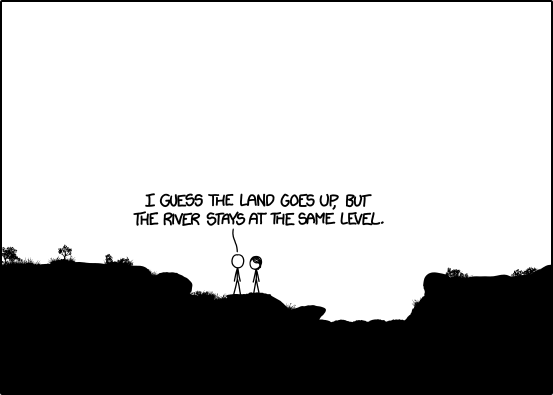 I GUESS THE LAND GOES UP, BUT
THE RIVER STAYS AT THE SAME LEVEL.